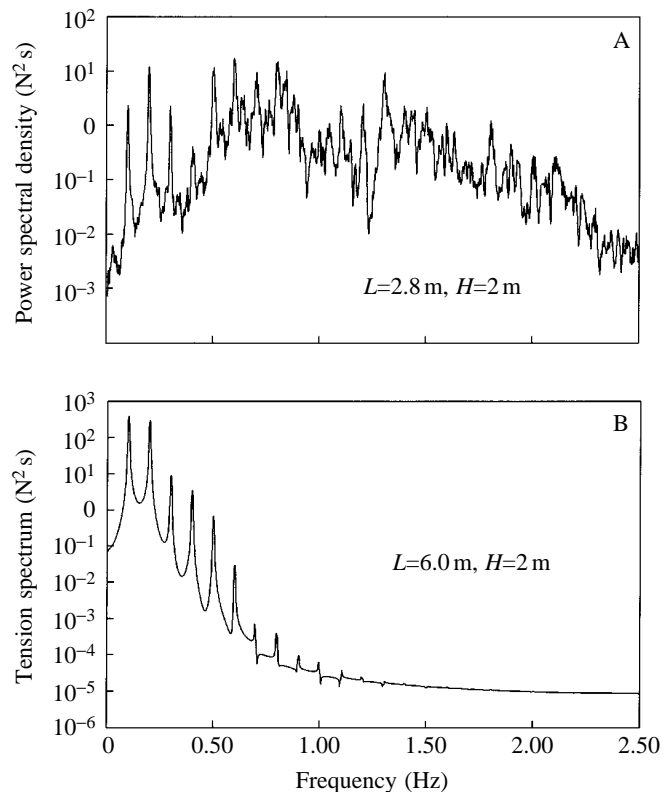 A
Power spectral density (N² s)
10²
10¹
0
10⁻¹
10⁻²
10⁻³
L=2.8 m, H=2 m
B
Tension spectrum (N² s)
10³
10²
10¹
0
10⁻¹
10⁻²
10⁻³
10⁻⁴
10⁻⁵
10⁻⁶
L=6.0 m, H=2 m
0 0.50 1.00 1.50 2.00 2.50
Frequency (Hz)